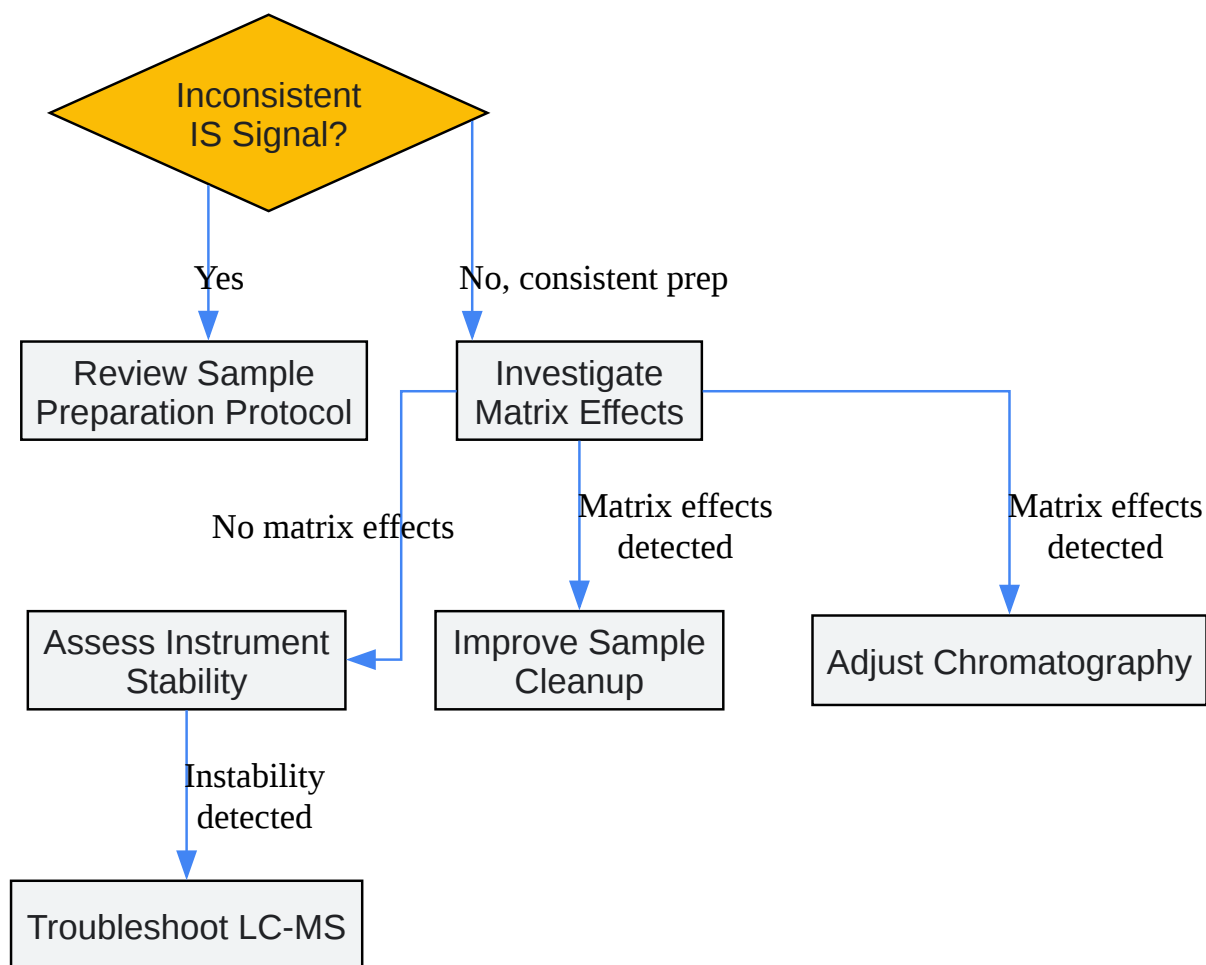 Inconsistent
IS Signal?
Yes
No, consistent prep
Review Sample
Preparation Protocol
Investigate
Matrix Effects
No matrix effects
Matrix effects
detected
Matrix effects
detected
Assess Instrument
Stability
Improve Sample
Cleanup
Adjust Chromatography
Instability
detected
Troubleshoot LC-MS